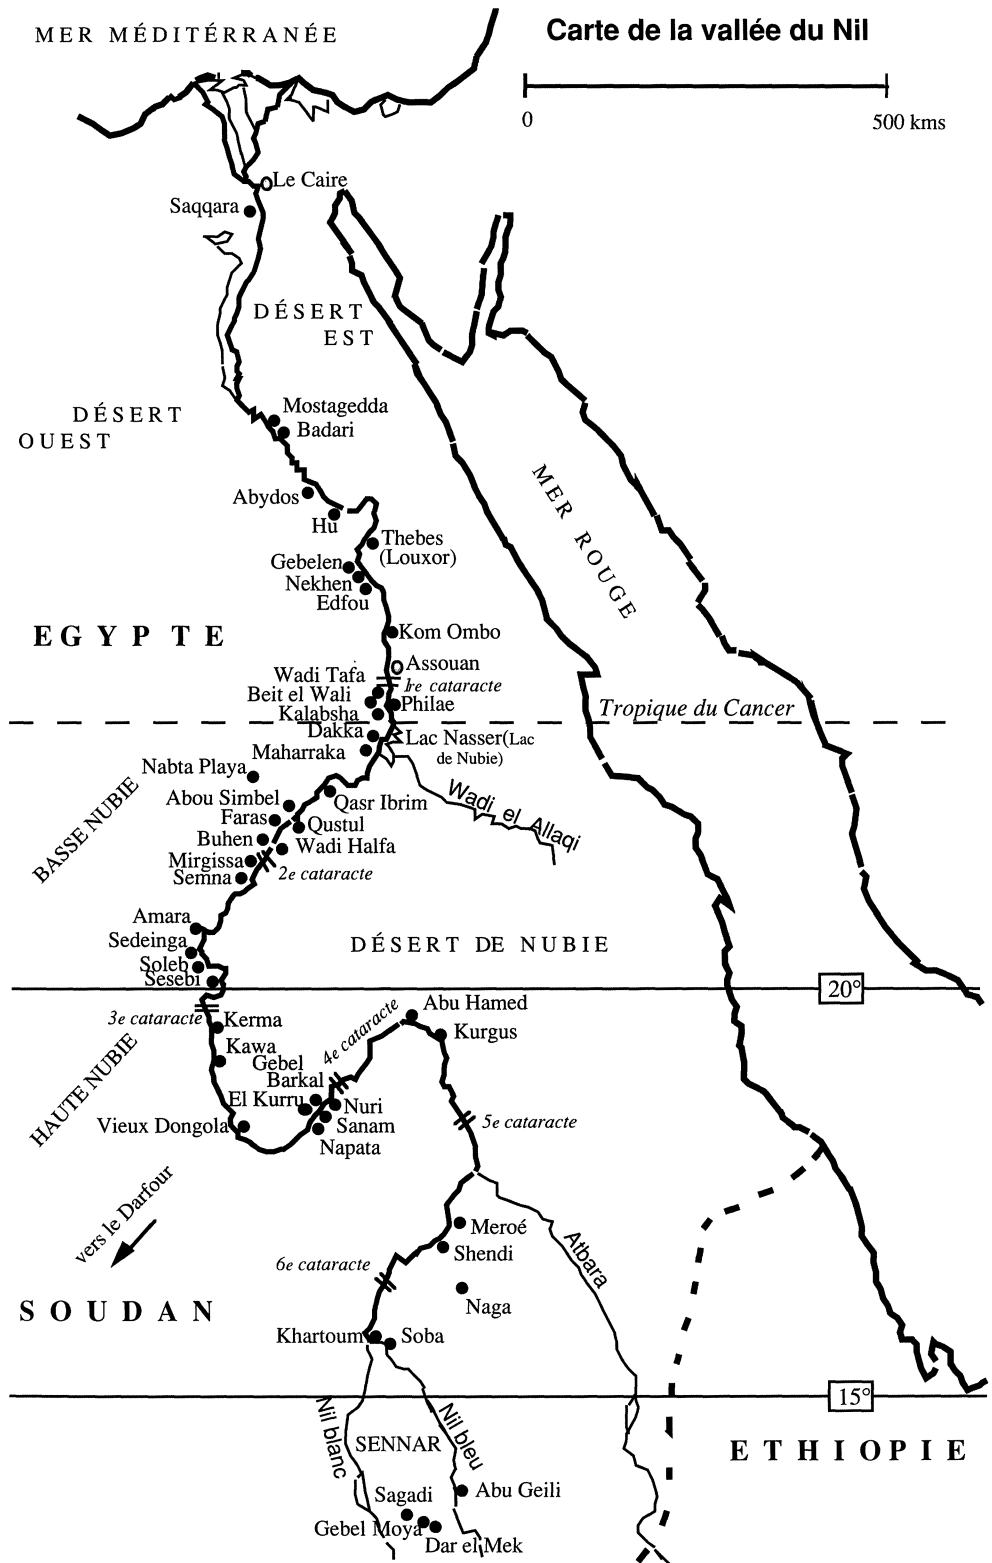 MER MÉDITÉRRANÉE
Carte de la vallée du Nil
0
500 kms
Le Caire
Saqqara
DÉSERT
EST
DÉSERT
OUEST
Mostagedda
Badari
MER ROUGE
Abydos
Hu
Thebes
(Louxor)
Gebelen
Nekhen
Edfou
EGYPTE
Kom Ombo
Assouan
Wadi Tafa
1re cataracte
Beit el Wali
Philae
Kalabsha
Tropique du Cancer
Dakka
Lac Nasser(Lac
de Nubie)
Maharraka
Nabta Playa
Wadi el Allaqi
BASSE NUBIE
Abou Simbel
Qasr Ibrim
Faras
Qustul
Buhen
Wadi Halfa
Mirgissa
2e cataracte
Semna
Amara
Sedeinga
DÉSERT DE NUBIE
Soleb
Sesebi
20°
Abu Hamed
3e cataracte
Kerma
4e cataracte
Kurgus
HAUTE NUBIE
Kawa
Gebel
Barkal
El Kurru
Nuri
Vieux Dongola
Sanam
5e cataracte
Napata
vers le Darfour
Meroé
Shendi
Atbara
6e cataracte
Naga
SOUDAN
Khartoum
Soba
15°
Nil blanc
Nil bleu
SENNAR
ETHIOPIE
Sagadi
Abu Geili
Gebel Moya
Dar el Mek